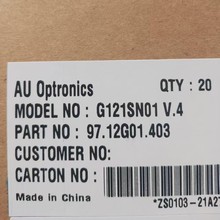 AU Optronics QTY : 20
MODEL NO : G121SN01 V.4
PART NO : 97.12G01.403
CUSTOMER NO:
CARTON NO :
Made in China
*ZS0103-21A27